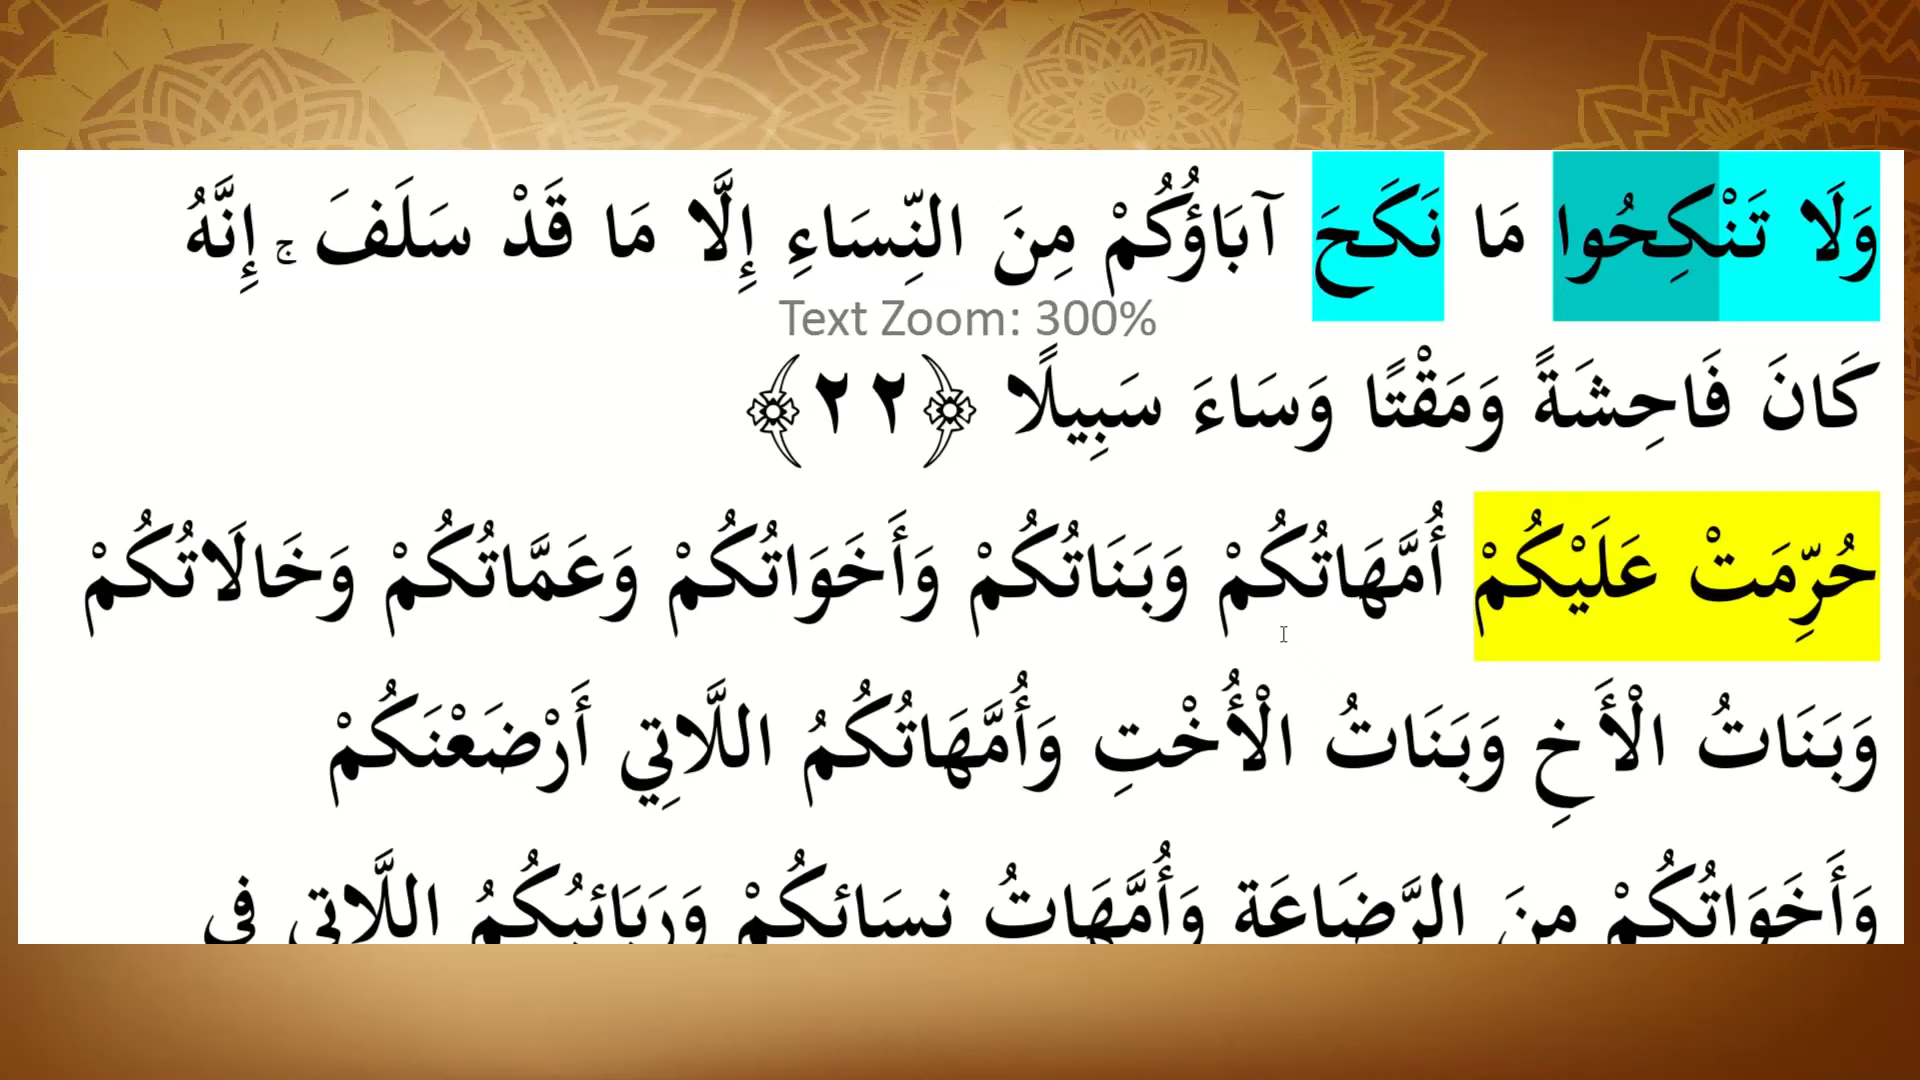 وَلَا تَنْكِحُوا مَا نَكَحَ آبَاؤُكُمْ مِنَ النِّسَاءِ إِلَّا مَا قَدْ سَلَفَ ۚ إِنَّهُ
Text Zoom: 300%
كَانَ فَاحِشَةً وَمَقْتًا وَسَاءَ سَبِيلًا ﴿٢٢﴾
حُرِّمَتْ عَلَيْكُمْ أُمَّهَاتُكُمْ وَبَنَاتُكُمْ وَأَخَوَاتُكُمْ وَعَمَّاتُكُمْ وَخَالَاتُكُمْ
وَبَنَاتُ الْأَخِ وَبَنَاتُ الْأُخْتِ وَأُمَّهَاتُكُمُ اللَّاتِي أَرْضَعْنَكُمْ
وَأَخَوَاتُكُمْ مِنَ الرَّضَاعَةِ وَأُمَّهَاتُ نِسَائِكُمْ وَرَبَائِبُكُمُ اللَّاتِي فِي